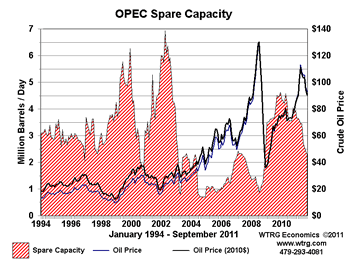 OPEC Spare Capacity
7
6
5
4
3
2
1
0
Million Barrels / Day
$140
$120
$100
$80
$60
$40
$20
$0
Crude Oil Price
1994 1996 1998 2000 2002 2004 2006 2008 2010
January 1994 - September 2011
WTRG Economics ©2011
www.wtrg.com
479-293-4081
Spare Capacity Oil Price Oil Price (2010$)